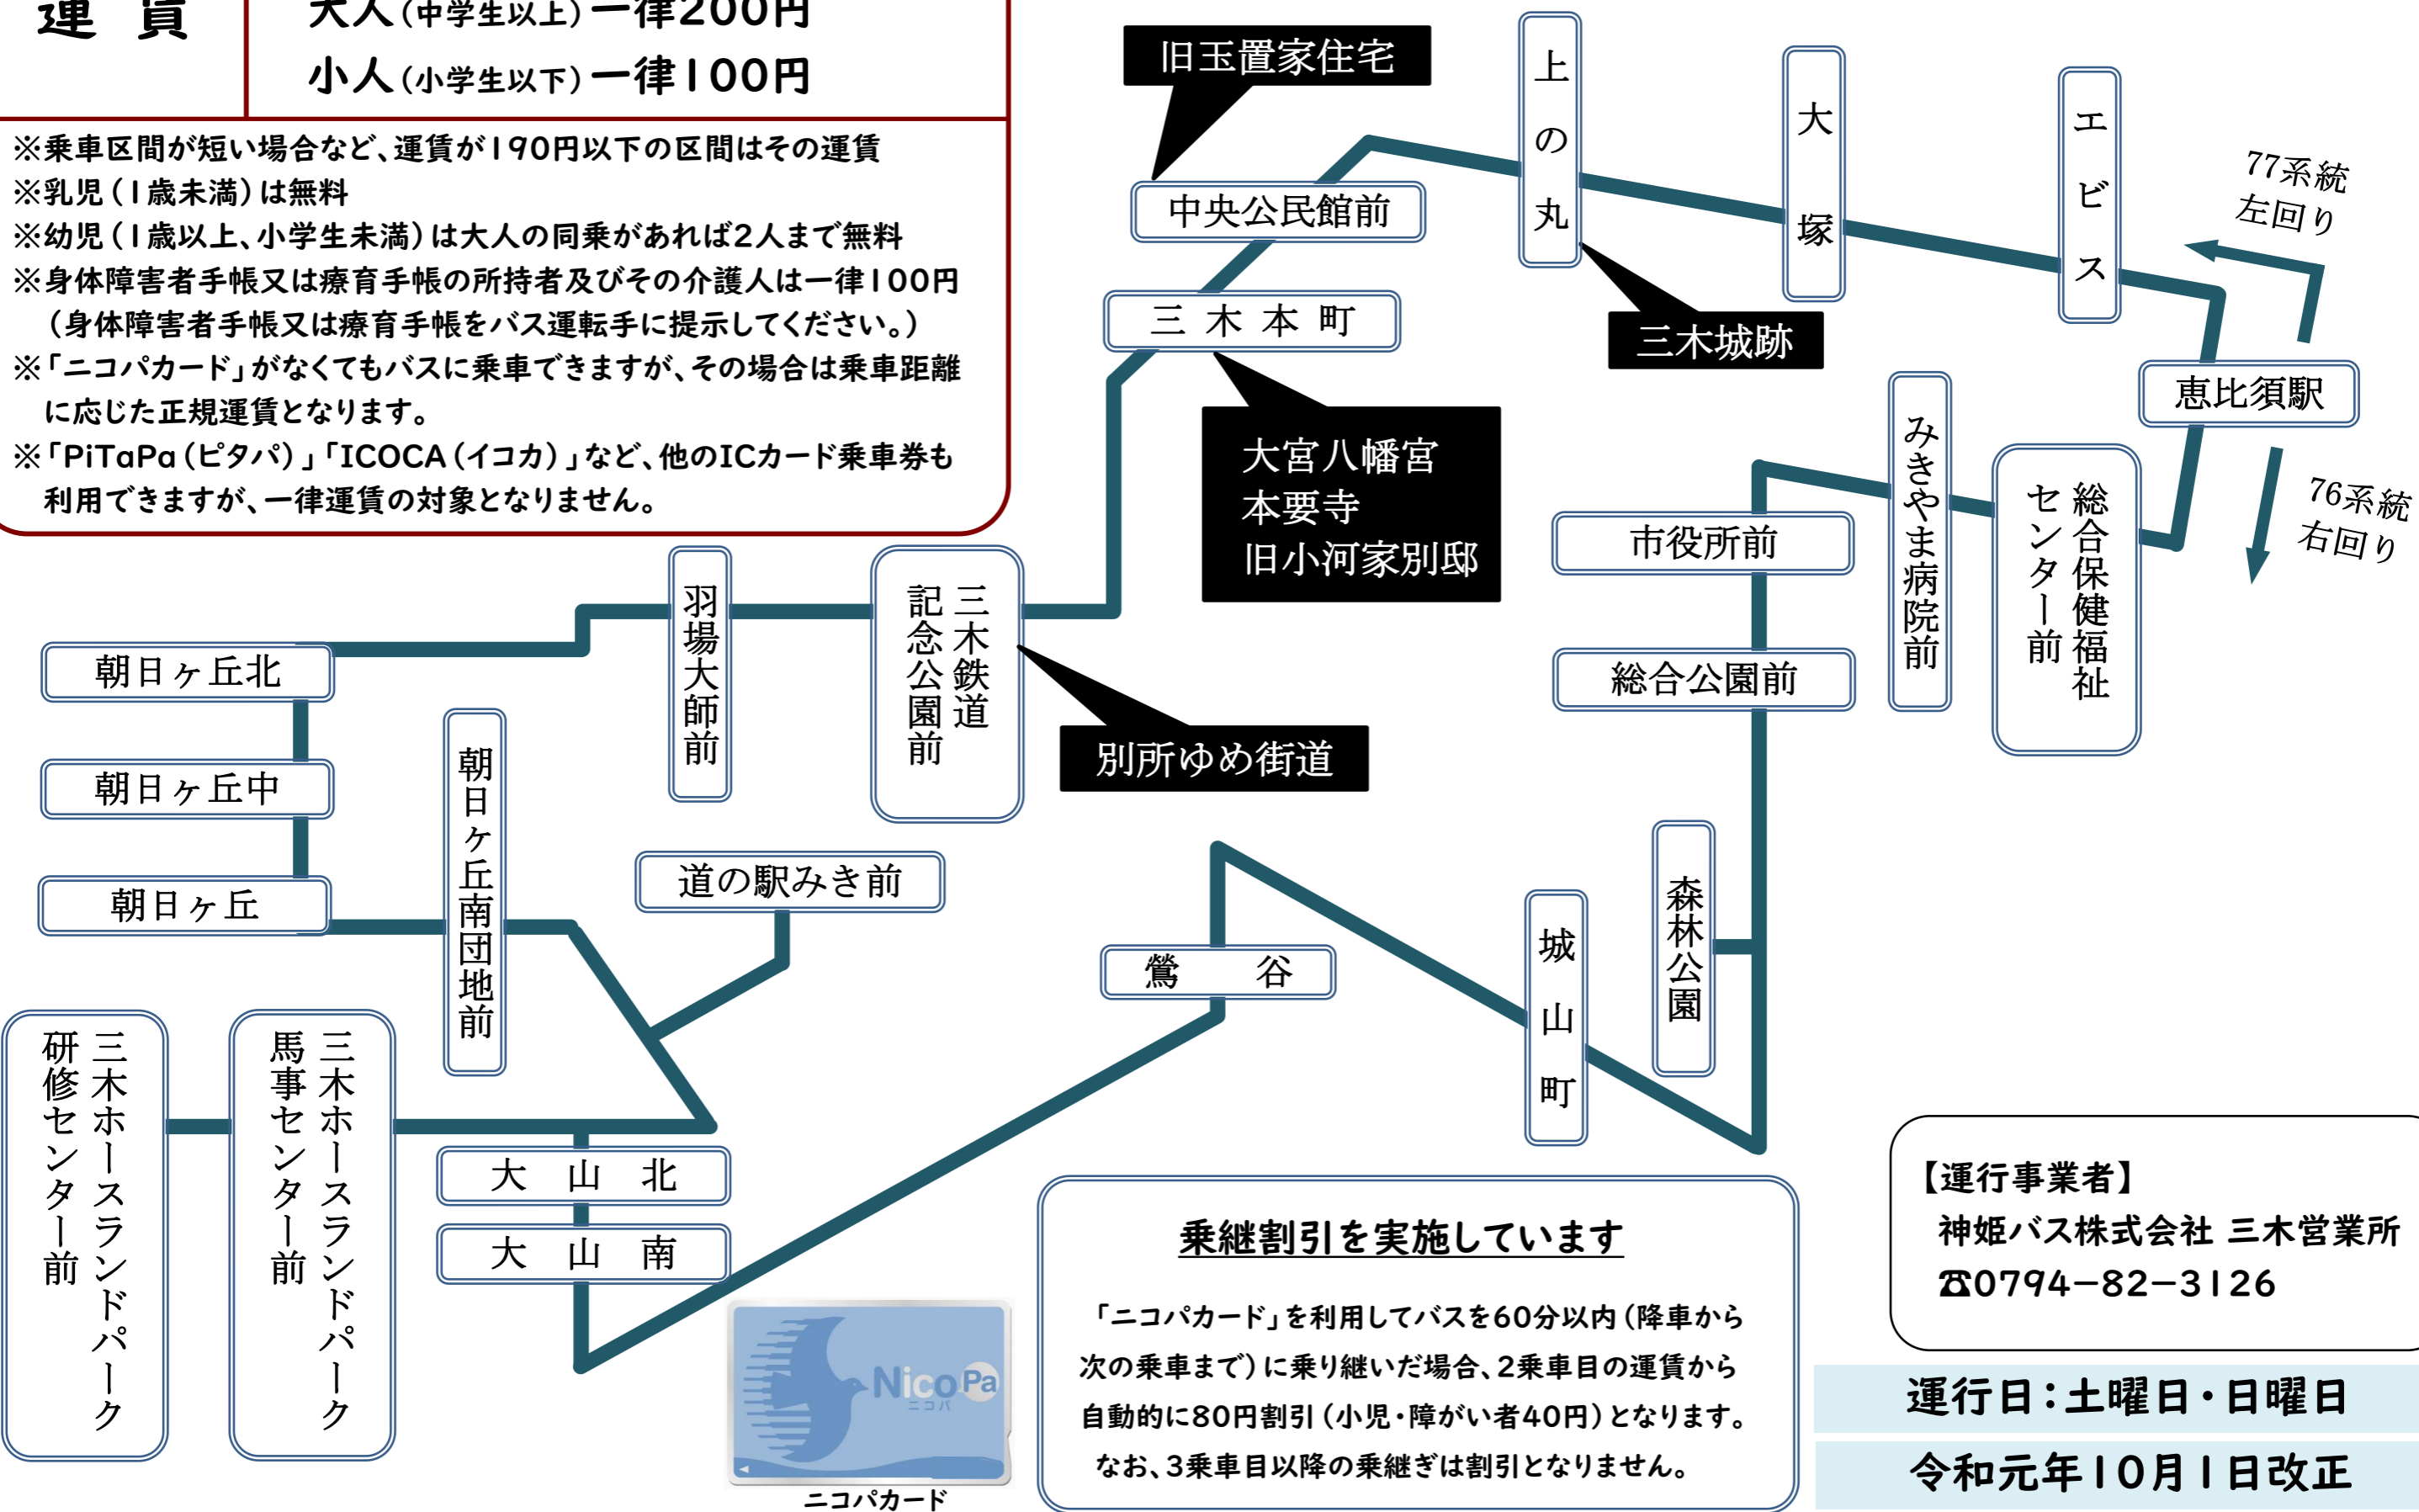 運賃
大人(中学生以上)一律200円
小人(小学生以下)一律100円
※乗車区間が短い場合など、運賃が190円以下の区間はその運賃
※乳児(1歳未満)は無料
※幼児(1歳以上、小学生未満)は大人の同乗があれば2人まで無料
※身体障害者手帳又は療育手帳の所持者及びその介護人は一律100円
(身体障害者手帳又は療育手帳をバス運転手に提示してください。)
※「ニコパカード」がなくてもバスに乗車できますが、その場合は乗車距離
に応じた正規運賃となります。
※「PiTaPa(ピタパ)」「ICOCA(イコカ)」など、他のICカード乗車券も
利用できますが、一律運賃の対象となりません。
旧玉置家住宅
中央公民館前
三木本町
上の丸
大塚
エビス
77系統
左回り
三木城跡
恵比須駅
76系統
右回り
大宮八幡宮
本要寺
旧小河家別邸
総合保健福祉
センター前
みきやま病院前
市役所前
総合公園前
森林公園
城山町
鶯谷
三木鉄道
記念公園前
別所ゆめ街道
羽場大師前
朝日ヶ丘北
朝日ヶ丘中
朝日ヶ丘
朝日ヶ丘南団地前
道の駅みき前
三木ホースランドパーク
研修センター前
三木ホースランドパーク
馬事センター前
大山北
大山南
NicoPa
ニコパ
ニコパカード
乗継割引を実施しています
「ニコパカード」を利用してバスを60分以内(降車から
次の乗車まで)に乗り継いだ場合、2乗車目の運賃から
自動的に80円割引(小児・障がい者40円)となります。
なお、3乗車目以降の乗継ぎは割引となりません。
【運行事業者】
神姫バス株式会社 三木営業所
☎0794-82-3126
運行日:土曜日・日曜日
令和元年10月1日改正